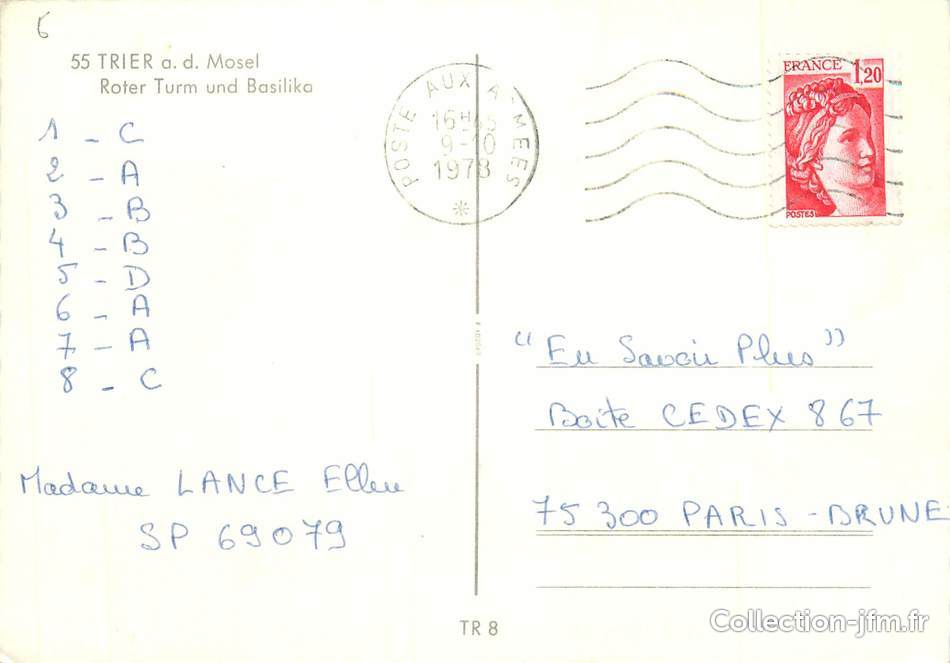 6
55 TRIER a. d. Mosel
Roter Turm und Basilika
1 - C
2 - A
3 - B
4 - B
5 - D
6 - A
7 - A
8 - C
Madame LANCE Ellen
SP 69079
POSTE AUX A-MEES
16H45
9-10
1978
*
FRANCE 1,20
POSTES
"En Savoir Plus"
Boite CEDEX 867
75 300 PARIS - BRUNE
TR 8
Collection-jfm.fr